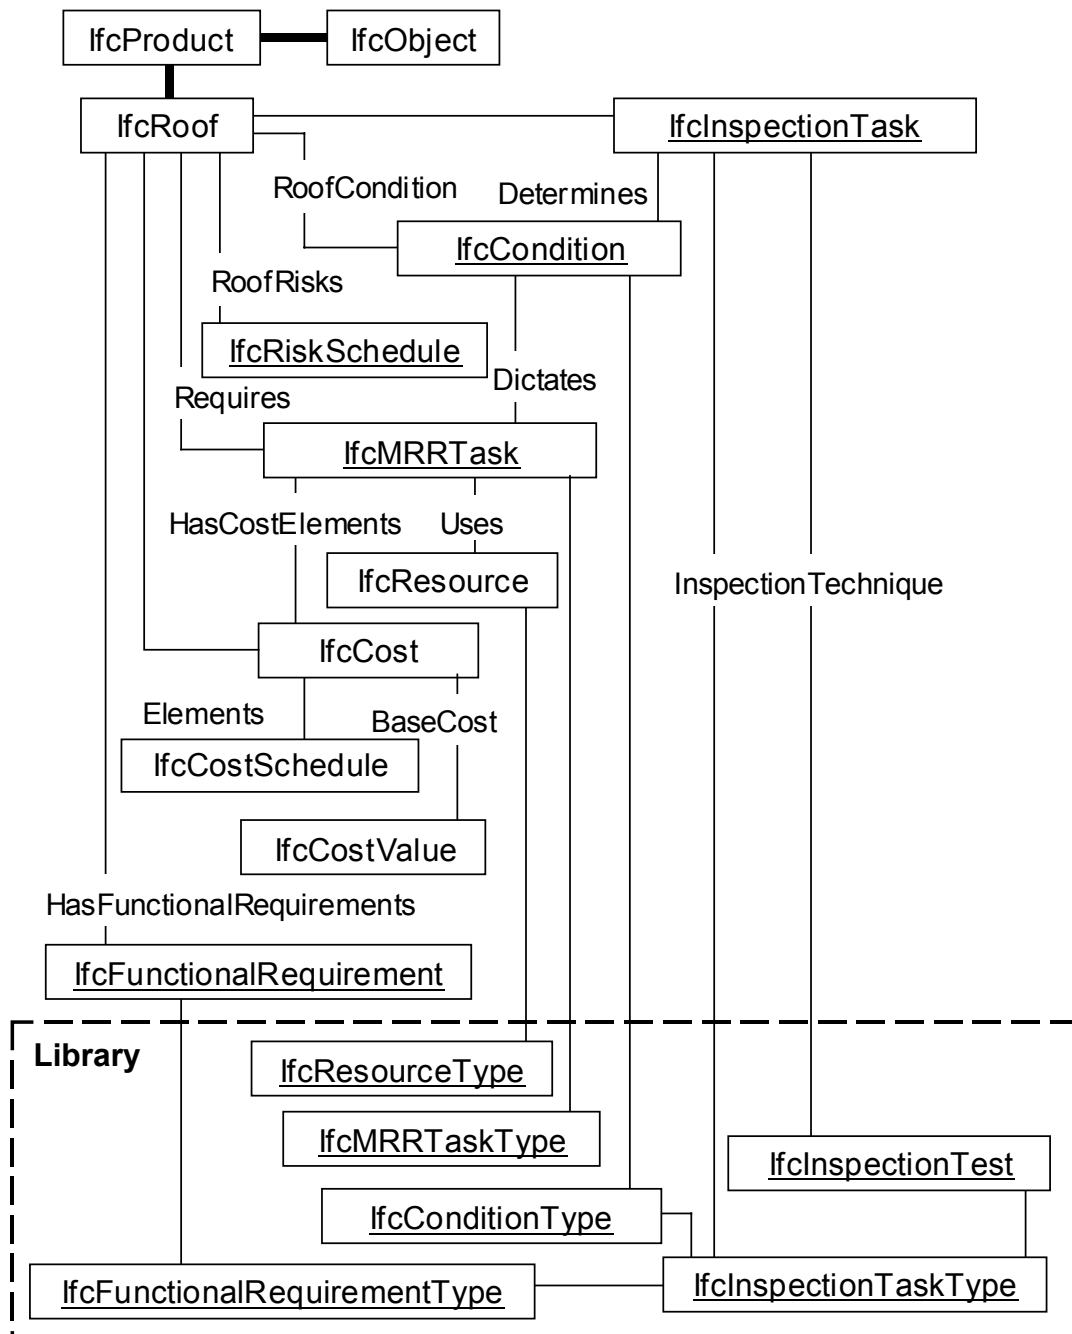 IfcProduct
IfcObject
IfcRoof
IfcInspectionTask
RoofCondition
Determines
IfcCondition
RoofRisks
IfcRiskSchedule
Dictates
Requires
IfcMRRTask
HasCostElements
Uses
IfcResource
InspectionTechnique
IfcCost
Elements
BaseCost
IfcCostSchedule
IfcCostValue
HasFunctionalRequirements
IfcFunctionalRequirement
Library
IfcResourceType
IfcMRRTaskType
IfcInspectionTest
IfcConditionType
IfcFunctionalRequirementType
IfcInspectionTaskType